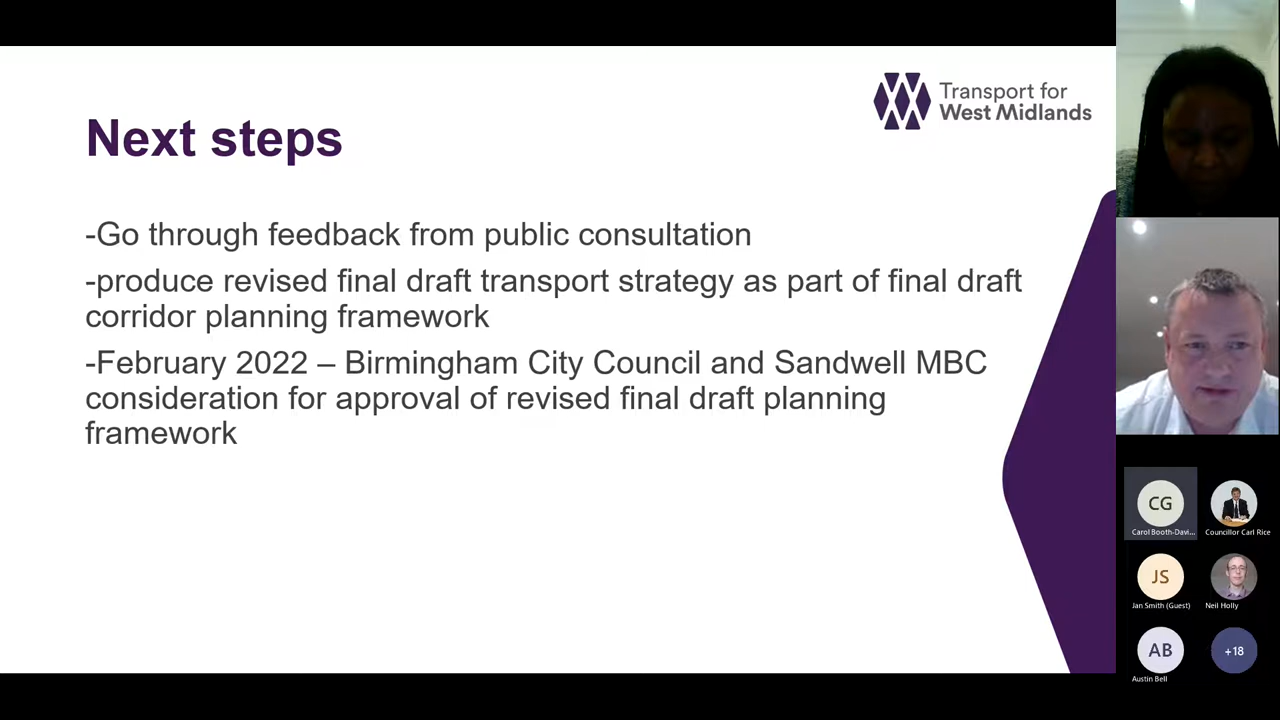 Transport for
West Midlands
Next steps
-Go through feedback from public consultation
-produce revised final draft transport strategy as part of final draft
corridor planning framework
-February 2022 – Birmingham City Council and Sandwell MBC
consideration for approval of revised final draft planning
framework
CG
Carol Booth-Davi...
Councillor Carl Rice
JS
Jan Smith (Guest)
Neil Holly
AB
Austin Bell
+18